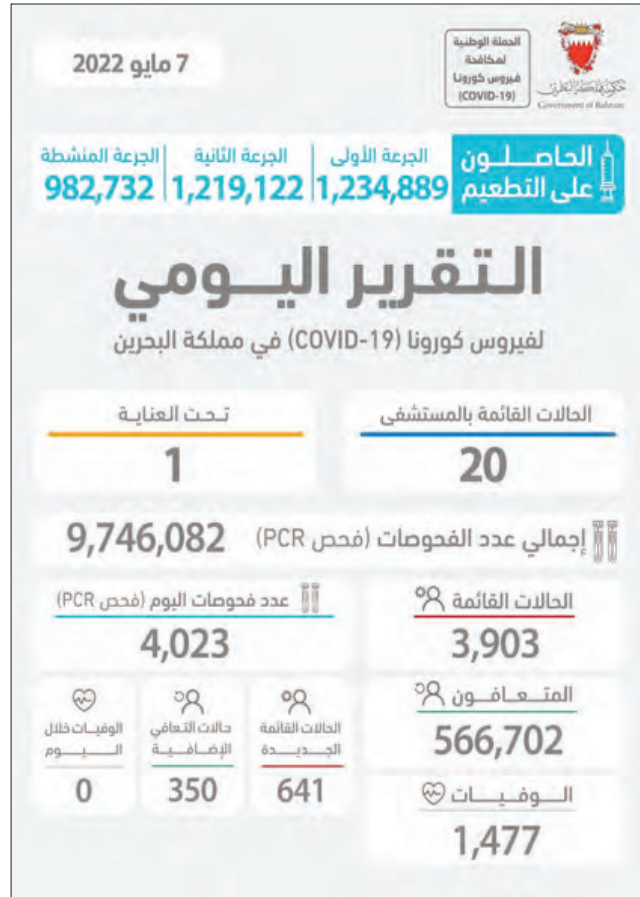 7 مايو 2022
الحملة الوطنية
لمكافحة
فيروس كورونا
(COVID-19)
Government of Bahrain
الحاصلون
على التطعيم
الجرعة الأولى
1,234,889
الجرعة الثانية
1,219,122
الجرعة المنشطة
982,732
التقرير اليومي
لفيروس كورونا (COVID-19) في مملكة البحرين
الحالات القائمة بالمستشفى
20
تحت العناية
1
إجمالي عدد الفحوصات (فحص PCR) 9,746,082
الحالات القائمة
3,903
عدد فحوصات اليوم (فحص PCR)
4,023
المتعافون
566,702
الحالات القائمة
الجديدة
641
حالات التعافي
الإضافية
350
الوفيات خلال
اليوم
0
الوفيات
1,477